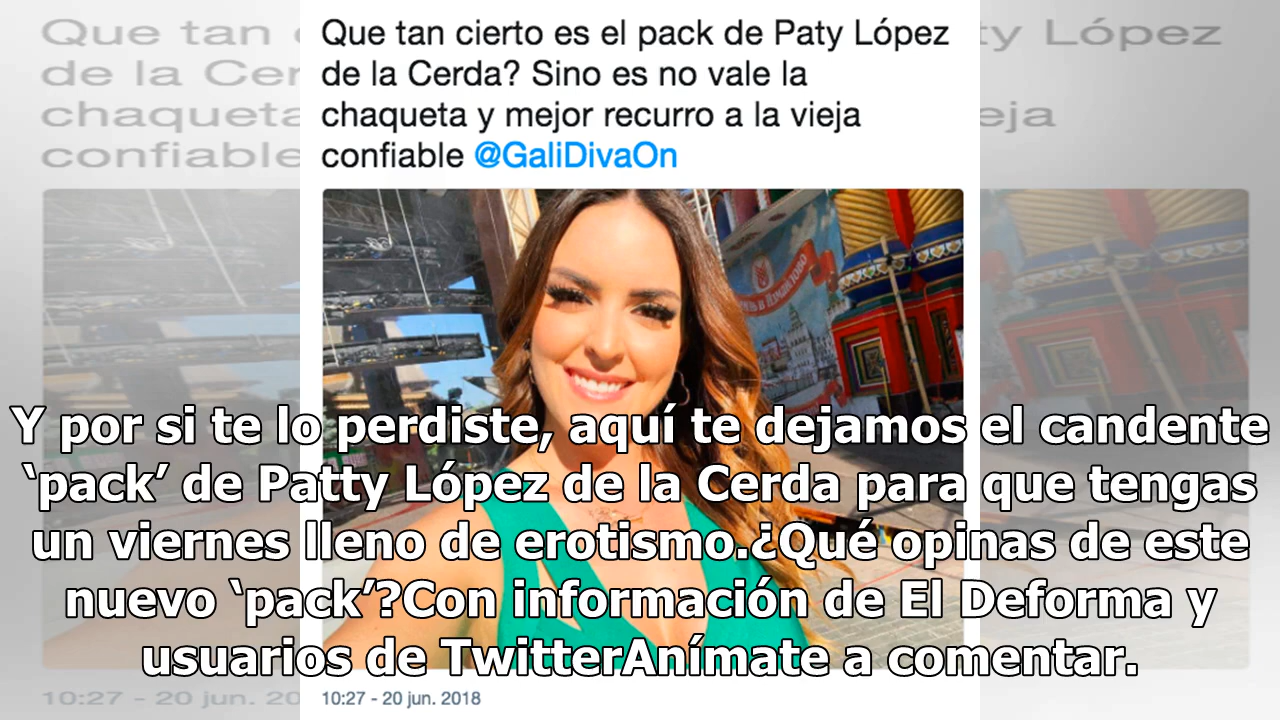 Que tan cierto es el pack de Paty López
de la Cerda? Sino es no vale la
chaqueta y mejor recurro a la vieja
confiable @GaliDivaOn
Y por si te lo perdiste, aquí te dejamos el candente
‘pack’ de Patty López de la Cerda para que tengas
un viernes lleno de erotismo.¿Qué opinas de este
nuevo ‘pack’?Con información de El Deforma y
usuarios de TwitterAnímate a comentar.
10:27 - 20 jun. 2018